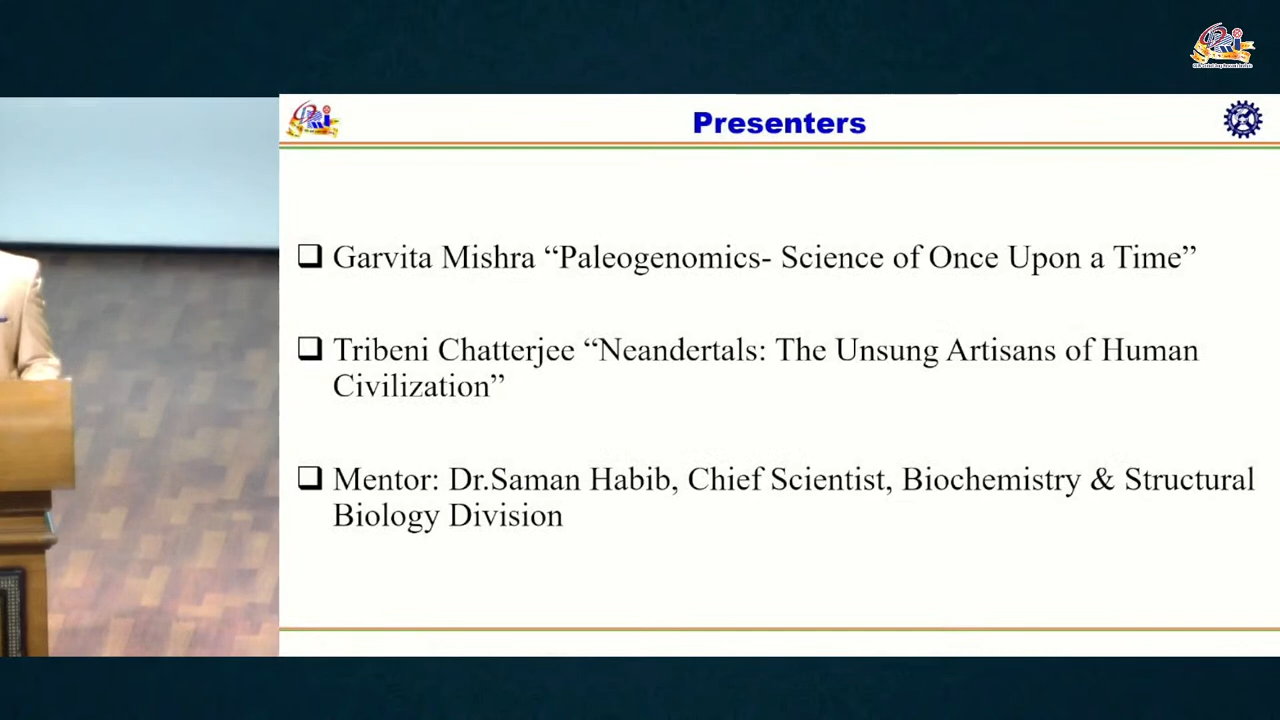 Presenters
❑ Garvita Mishra “Paleogenomics- Science of Once Upon a Time”
❑ Tribeni Chatterjee “Neandertals: The Unsung Artisans of Human
Civilization”
❑ Mentor: Dr.Saman Habib, Chief Scientist, Biochemistry & Structural
Biology Division